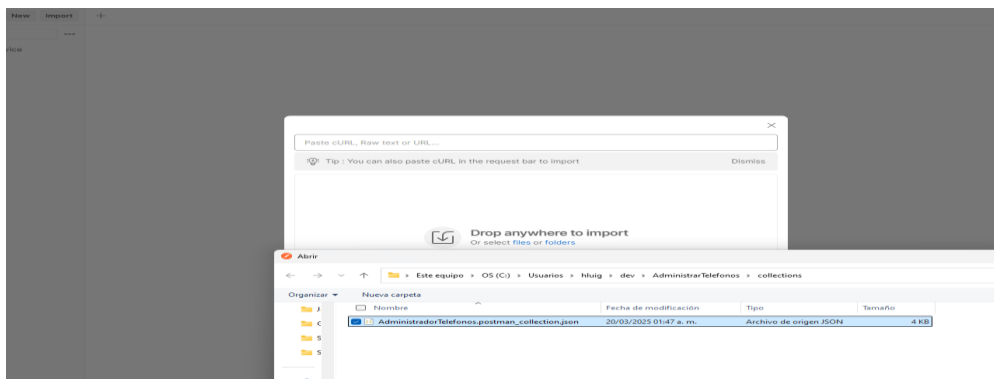 New Import
Paste cURL, Raw text or URL...
Tip : You can also paste cURL in the request bar to import Dismiss
Drop anywhere to import
Or select files or folders
Abrir
Este equipo > OS (C:) > Usuarios > hluig > dev > AdministrarTelefonos > collections
Organizar Nueva carpeta
Nombre Fecha de modificación Tipo Tamaño
AdministradorTelefonos.postman_collection.json 20/03/2025 01:47 a. m. Archivo de origen JSON 4 KB